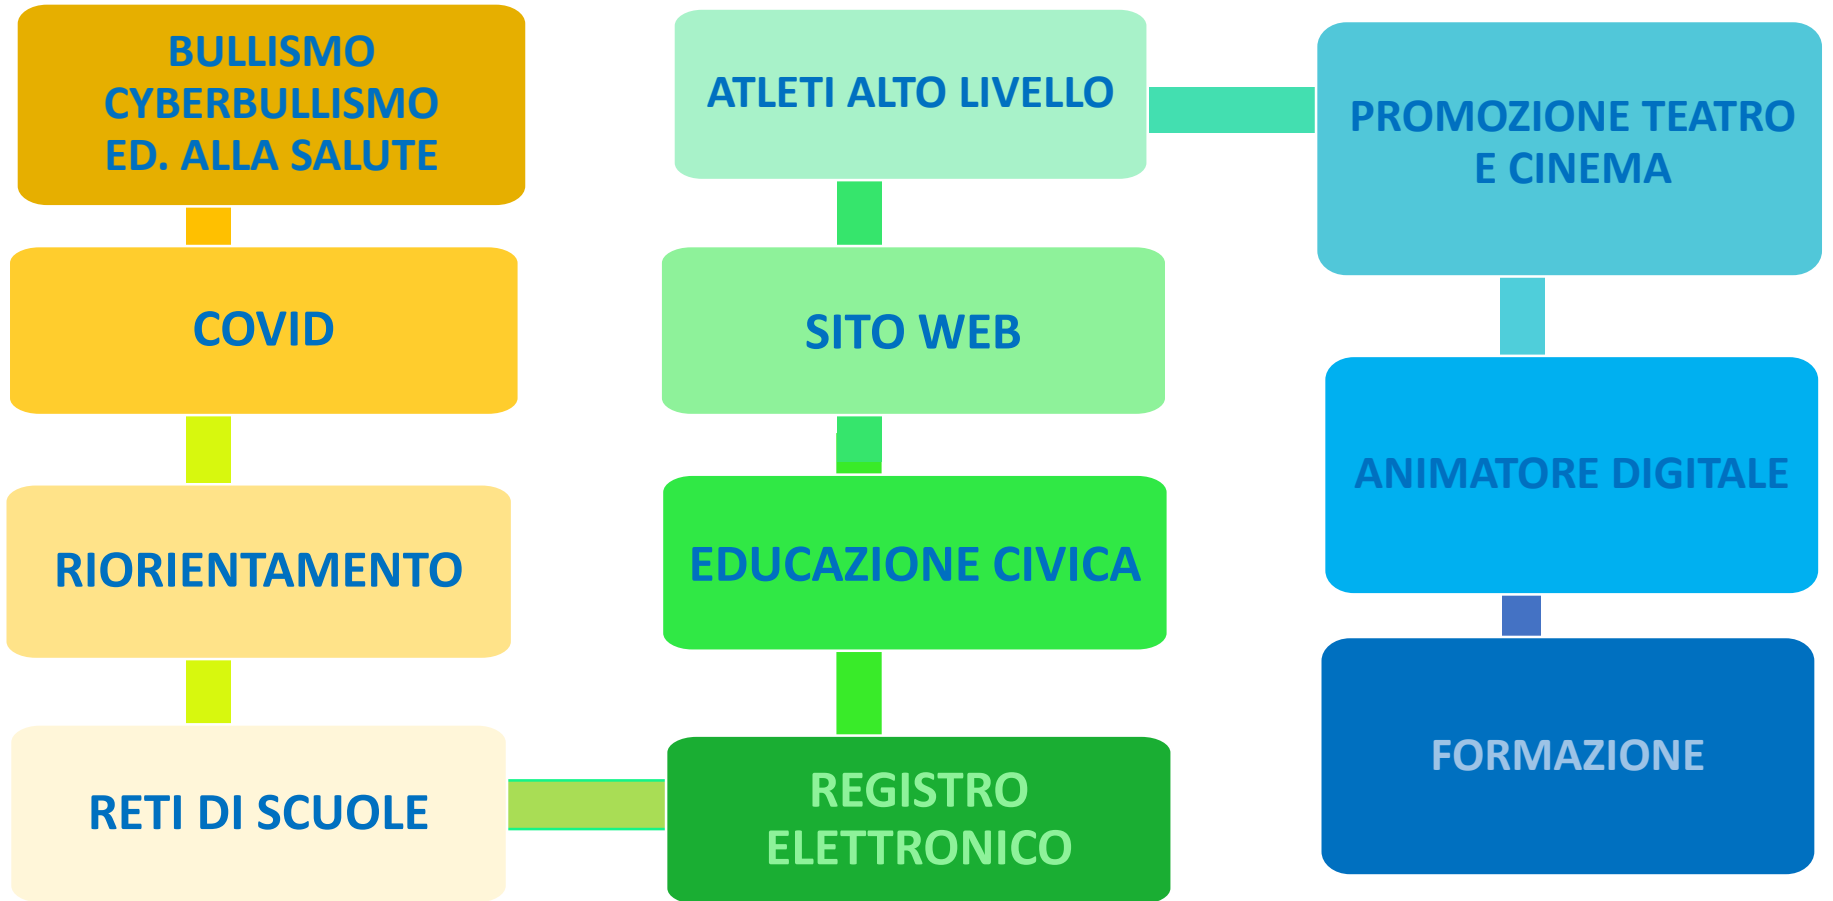 BULLISMO
CYBERBULLISMO
ED. ALLA SALUTE
COVID
RIORIENTAMENTO
RETI DI SCUOLE
REGISTRO
ELETTRONICO
EDUCAZIONE CIVICA
SITO WEB
ATLETI ALTO LIVELLO
PROMOZIONE TEATRO
E CINEMA
ANIMATORE DIGITALE
FORMAZIONE